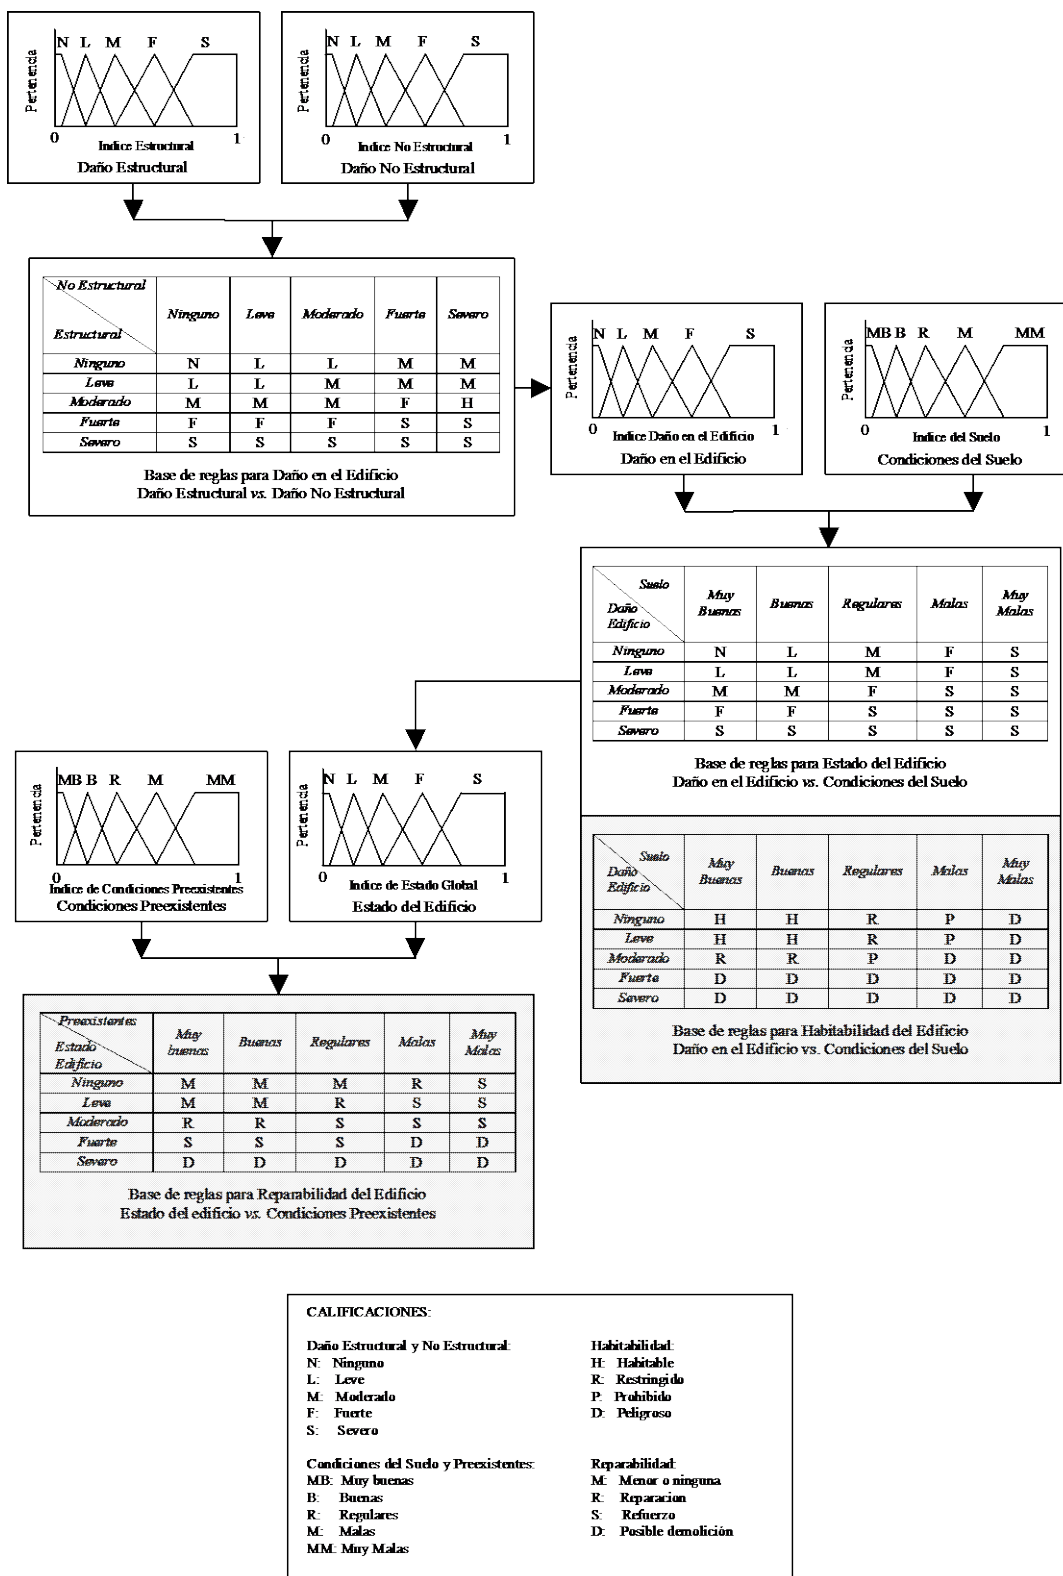 N L M F S
Pertenencia
0 1
Indice Estructural
Daño Estructural
N L M F S
Pertenencia
0 1
Indice No Estructural
Daño No Estructural
No Estructural
Estructural
Ninguno Leve Moderado Fuerte Severo
Ninguno N L L M M
Leve L L M M M
Moderado M M M F H
Fuerte F F F S S
Severo S S S S S
Base de reglas para Daño en el Edificio
Daño Estructural vs. Daño No Estructural
N L M F S
Pertenencia
0 1
Indice Daño en el Edificio
Daño en el Edificio
MB B R M MM
Pertenencia
0 1
Indice del Suelo
Condiciones del Suelo
Suelo
Daño
Edificio
Muy Buenas Buenas Regulares Malas Muy Malas
Ninguno N L M F S
Leve L L M F S
Moderado M M F S S
Fuerte F F S S S
Severo S S S S S
Base de reglas para Estado del Edificio
Daño en el Edificio vs. Condiciones del Suelo
MB B R M MM
Pertenencia
0 1
Indice de Condiciones Preexistentes
Condiciones Preexistentes
N L M F S
Pertenencia
0 1
Indice de Estado Global
Estado del Edificio
Suelo
Daño
Edificio
Muy Buenas Buenas Regulares Malas Muy Malas
Ninguno H H R P D
Leve H H R P D
Moderado R R P D D
Fuerte D D D D D
Severo D D D D D
Base de reglas para Habitabilidad del Edificio
Daño en el Edificio vs. Condiciones del Suelo
Preexistentes
Estado
Edificio
Muy buenas Buenas Regulares Malas Muy Malas
Ninguno M M M R S
Leve M M R S S
Moderado R R S S S
Fuerte S S S D D
Severo D D D D D
Base de reglas para Reparabilidad del Edificio
Estado del edificio vs. Condiciones Preexistentes
CALIFICACIONES:
Daño Estructural y No Estructural:
N: Ninguno
L: Leve
M: Moderado
F: Fuerte
S: Severo
Habitabilidad:
H: Habitable
R: Restringido
P: Prohibido
D: Peligroso
Condiciones del Suelo y Preexistentes:
MB: Muy buenas
B: Buenas
R: Regulares
M: Malas
MM: Muy Malas
Reparabilidad:
M: Menor o ninguna
R: Reparacion
S: Refuerzo
D: Posible demolición